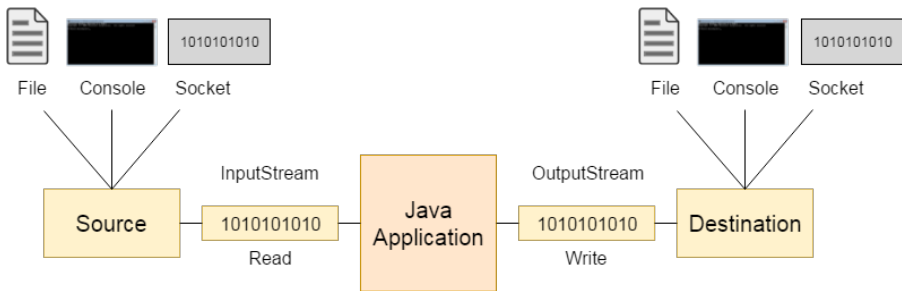 1010101010
1010101010
File Console Socket
File Console Socket
InputStream
OutputStream
Source
1010101010
Java
Application
1010101010
Destination
Read
Write